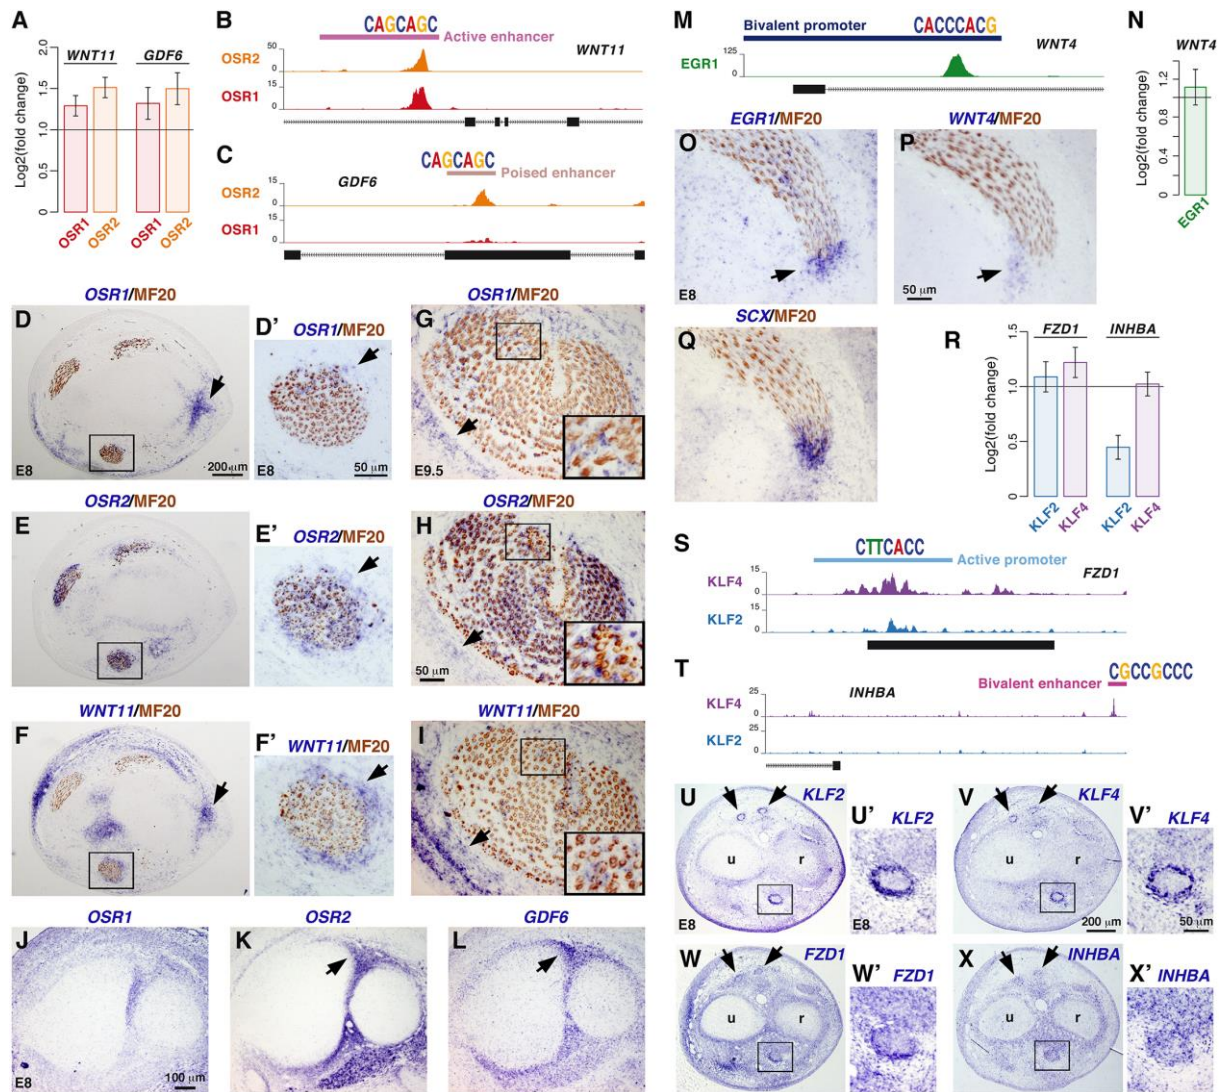 A
Log2(fold change)
2.0
1.5
1.0
0.5
0
WNT11 GDF6
OSR1 OSR2 OSR1 OSR2
B
CAGCAGC
Active enhancer
WNT11
OSR2 50 0
OSR1 15 0
C
CAGCAGC
Poised enhancer
GDF6
OSR2 15 0
OSR1 15 0
OSR1/MF20
D
E8
200 µm
D' OSR1/MF20
E8
50 µm
OSR1/MF20
G
E9.5
OSR2/MF20
E
E' OSR2/MF20
OSR2/MF20
H
50 µm
WNT11/MF20
F
F' WNT11/MF20
WNT11/MF20
I
OSR1
J
E8
100 µm
OSR2
K
GDF6
L
M
Bivalent promoter
CACCCACG
WNT4
EGR1 125 0
N
WNT4
Log2(fold change)
1.2
0.8
0.4
0
EGR1
EGR1/MF20
O
E8
WNT4/MF20
P
50 µm
SCX/MF20
Q
R
Log2(fold change)
1.5
1.0
0.5
0
FZD1 INHBA
KLF2 KLF4 KLF2 KLF4
S
CTTCACC
Active promoter
FZD1
KLF4 15 0
KLF2 15 0
T
CGCCGCCC
Bivalent enhancer
INHBA
KLF4 25 0
KLF2 25 0
U KLF2
u r
E8
U' KLF2
V KLF4
u r
200 µm
V' KLF4
50 µm
W FZD1
u r
W' FZD1
X INHBA
u r
X' INHBA